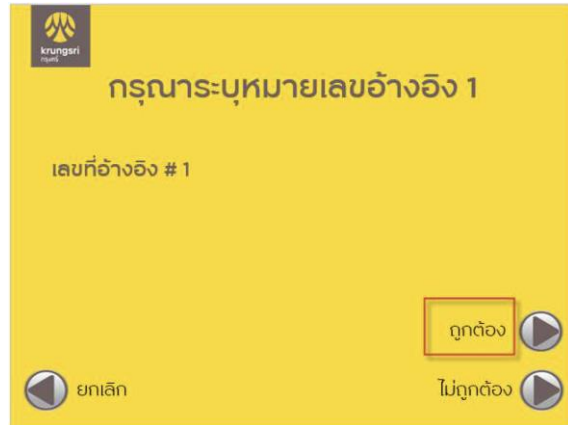 krungsri
กรุงศรี
กรุณาระบุหมายเลขอ้างอิง 1
เลขที่อ้างอิง # 1
ถูกต้อง
ยกเลิก
ไม่ถูกต้อง